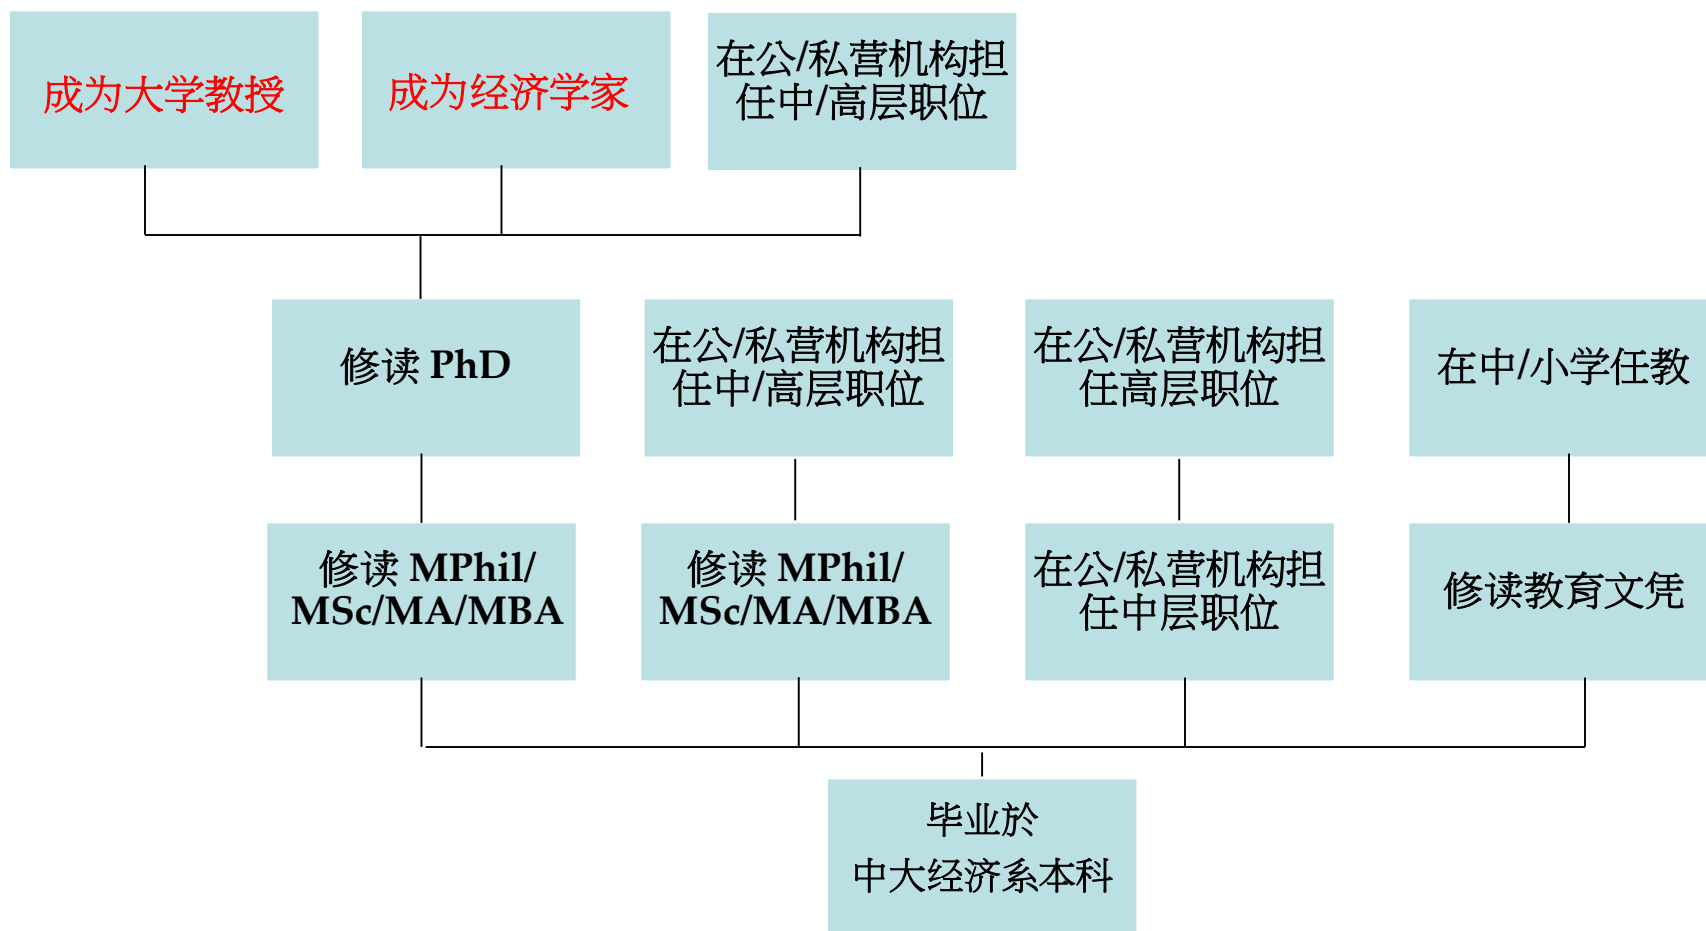 成为大学教授
成为经济学家
在公/私营机构担
任中/高层职位
修读 PhD
在公/私营机构担
任中/高层职位
在公/私营机构担
任高层职位
在中/小学任教
修读 MPhil/
MSc/MA/MBA
修读 MPhil/
MSc/MA/MBA
在公/私营机构担
任中层职位
修读教育文凭
毕业於
中大经济系本科